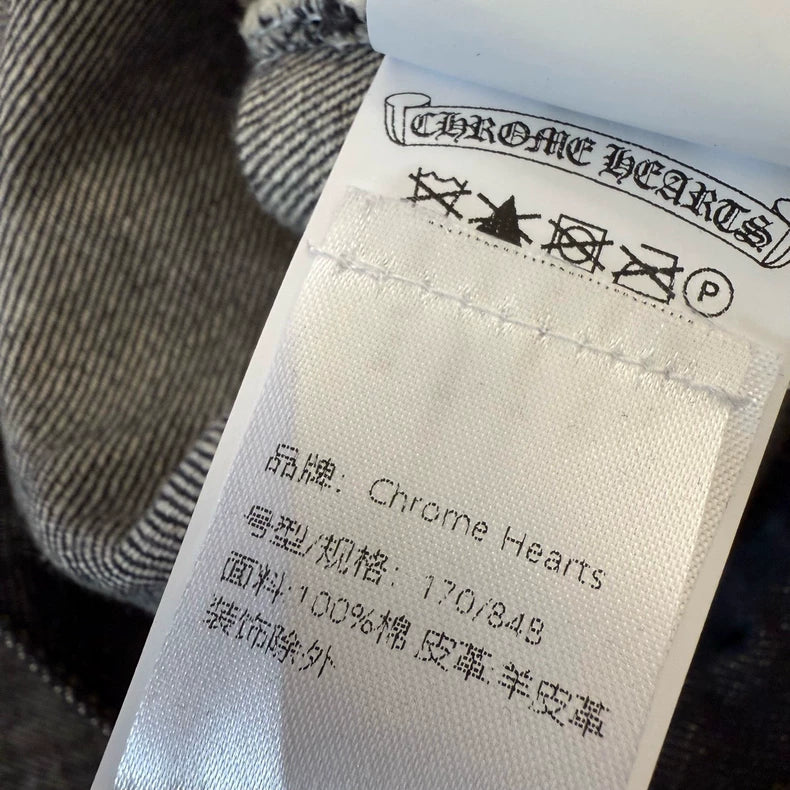 CHROME HEARTS
P
品牌：Chrome Hearts
号型/规格：170/84B
面料:100%棉 皮革:羊皮革
装饰除外